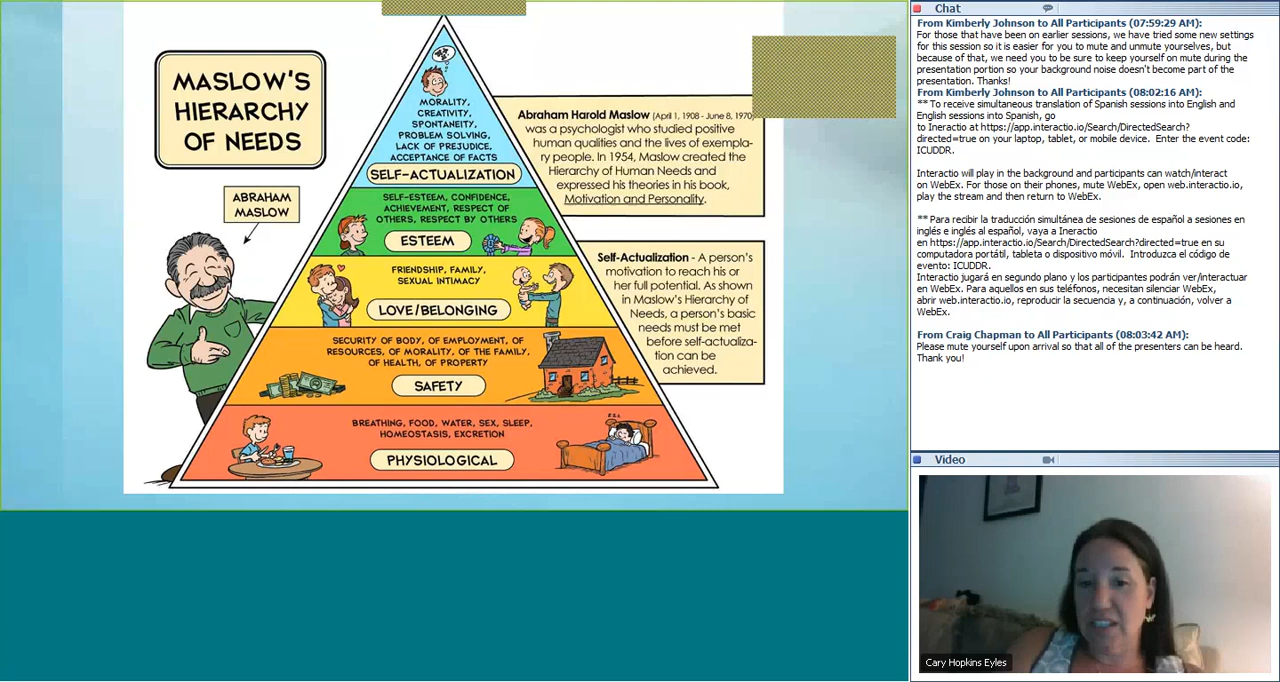 MASLOW'S
HIERARCHY
OF NEEDS
ABRAHAM
MASLOW
MORALITY,
CREATIVITY,
SPONTANEITY,
PROBLEM SOLVING,
LACK OF PREJUDICE,
ACCEPTANCE OF FACTS
SELF-ACTUALIZATION
SELF-ESTEEM, CONFIDENCE,
ACHIEVEMENT, RESPECT OF
OTHERS, RESPECT BY OTHERS
ESTEEM
FRIENDSHIP, FAMILY,
SEXUAL INTIMACY
LOVE/BELONGING
SECURITY OF BODY, OF EMPLOYMENT, OF
RESOURCES, OF MORALITY, OF THE FAMILY,
OF HEALTH, OF PROPERTY
SAFETY
BREATHING, FOOD, WATER, SEX, SLEEP,
HOMEOSTASIS, EXCRETION
PHYSIOLOGICAL
Abraham Harold Maslow (April 1, 1908 - June 8, 1970)
was a psychologist who studied positive
human qualities and the lives of exempla-
ry people. In 1954, Maslow created the
Hierarchy of Human Needs and
expressed his theories in his book,
Motivation and Personality.
Self-Actualization - A person's
motivation to reach his or
her full potential. As shown
in Maslow's Hierarchy of
Needs, a person's basic
needs must be met
before self-actualiza-
tion can be
achieved.
Chat
From Kimberly Johnson to All Participants (07:59:29 AM):
For those that have been on earlier sessions, we have tried some new settings
for this session so it is easier for you to mute and unmute yourselves, but
because of that, we need you to be sure to keep yourself on mute during the
presentation portion so your background noise doesn't become part of the
presentation. Thanks!
From Kimberly Johnson to All Participants (08:02:16 AM):
** To receive simultaneous translation of Spanish sessions into English and
English sessions into Spanish, go
to Ineractio at https://app.interactio.io/Search/DirectedSearch?
directed=true on your laptop, tablet, or mobile device. Enter the event code:
ICUDDR.
Interactio will play in the background and participants can watch/interact
on WebEx. For those on their phones, mute WebEx, open web.interactio.io,
play the stream and then return to WebEx.
** Para recibir la traducción simultánea de sesiones de español a sesiones en
inglés e inglés al español, vaya a Ineractio
en https://app.interactio.io/Search/DirectedSearch?directed=true en su
computadora portátil, tableta o dispositivo móvil. Introduzca el código de
evento: ICUDDR.
Interactio jugará en segundo plano y los participantes podrán ver/interactuar
en WebEx. Para aquellos en sus teléfonos, necesitan silenciar WebEx,
abrir web.interactio.io, reproducir la secuencia y, a continuación, volver a
WebEx.
From Craig Chapman to All Participants (08:03:42 AM):
Please mute yourself upon arrival so that all of the presenters can be heard.
Thank you!
Video
Cary Hopkins Eyles